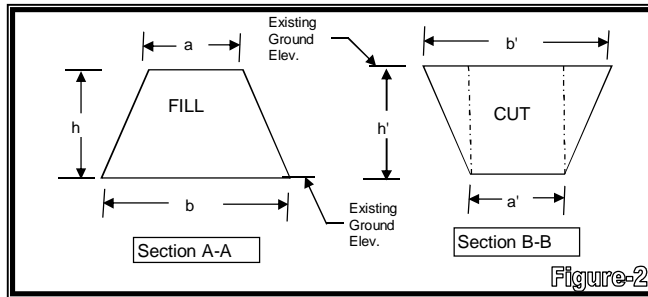 Existing
Ground
Elev.
a
b'
h
FILL
h'
CUT
b
a'
Existing
Ground
Elev.
Section A-A
Section B-B
Figure-2